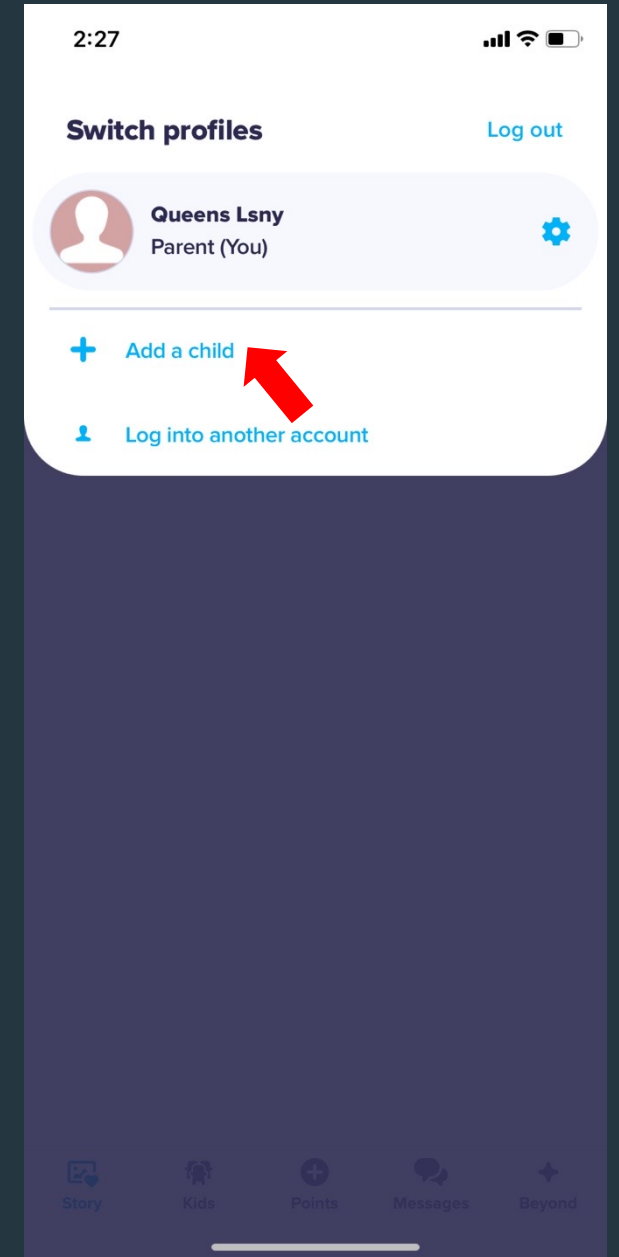 2:27
Switch profiles
Log out
Queens Lsny
Parent (You)
Add a child
Log into another account
Story
Kids
Points
Messages
Beyond